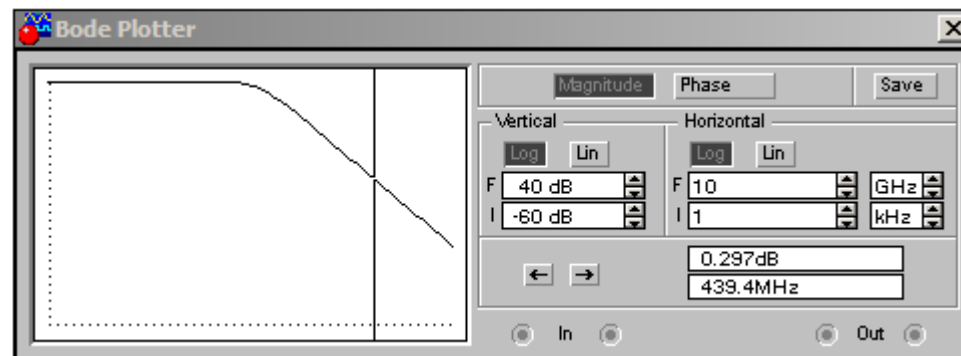 Bode Plotter
Magnitude Phase Save
Vertical Horizontal
Log Lin Log Lin
F 40 dB F 10 GHz
I -60 dB I 1 kHz
← →
0.297dB
439.4MHz
In Out